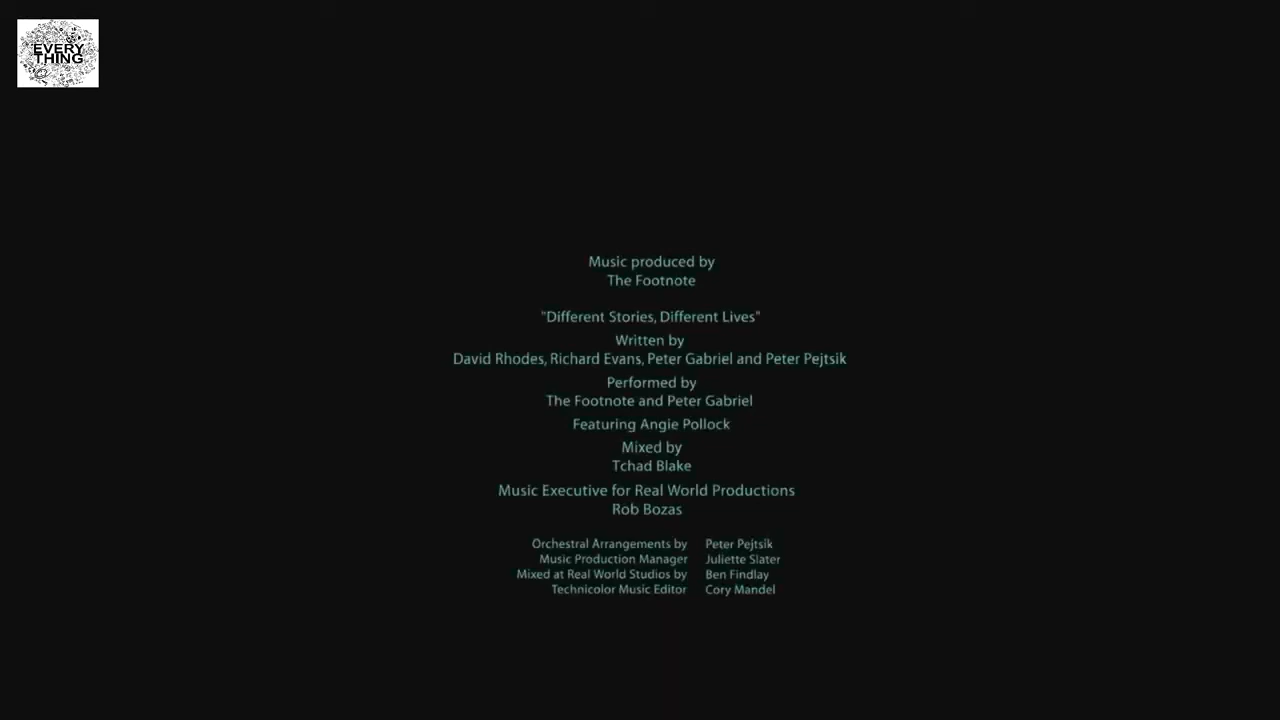 EVERY
THING
Music produced by
The Footnote
"Different Stories, Different Lives"
Written by
David Rhodes, Richard Evans, Peter Gabriel and Peter Pejtsik
Performed by
The Footnote and Peter Gabriel
Featuring Angie Pollock
Mixed by
Tchad Blake
Music Executive for Real World Productions
Rob Bozas
Orchestral Arrangements by Peter Pejtsik
Music Production Manager Juliette Slater
Mixed at Real World Studios by Ben Findlay
Technicolor Music Editor Cory Mandel